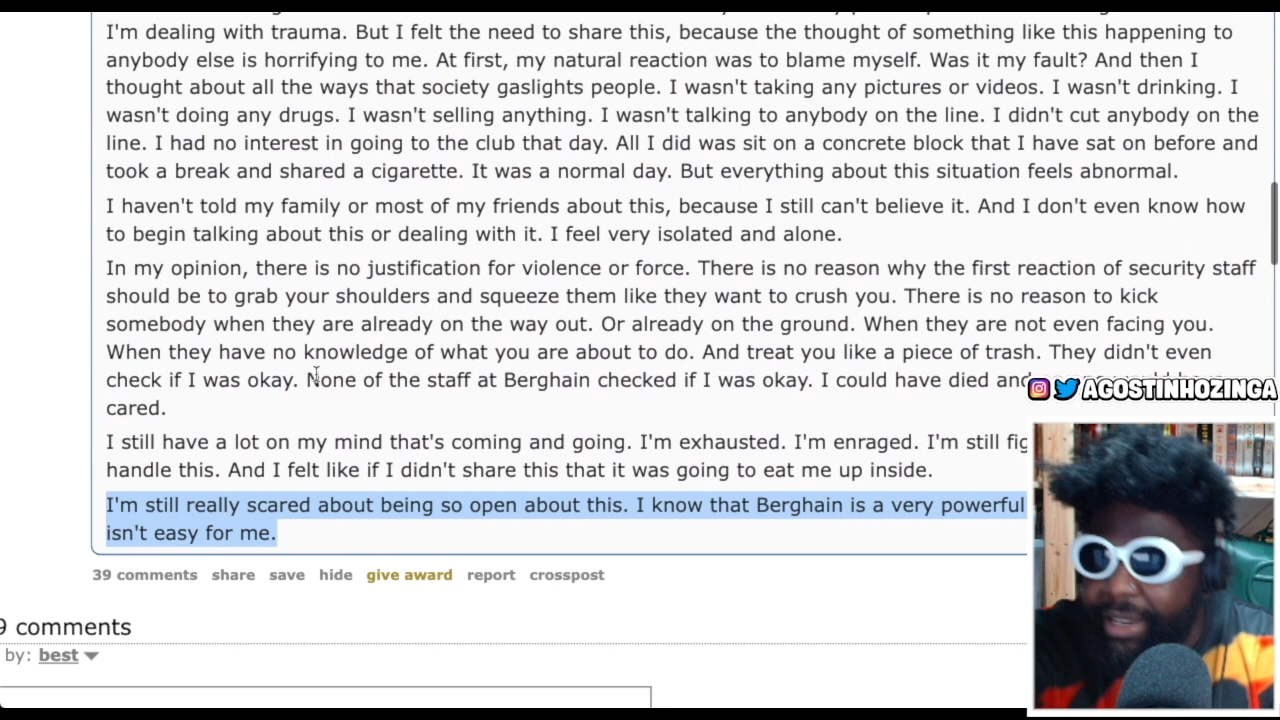 I'm dealing with trauma. But I felt the need to share this, because the thought of something like this happening to
anybody else is horrifying to me. At first, my natural reaction was to blame myself. Was it my fault? And then I
thought about all the ways that society gaslights people. I wasn't taking any pictures or videos. I wasn't drinking. I
wasn't doing any drugs. I wasn't selling anything. I wasn't talking to anybody on the line. I didn't cut anybody on the
line. I had no interest in going to the club that day. All I did was sit on a concrete block that I have sat on before and
took a break and shared a cigarette. It was a normal day. But everything about this situation feels abnormal.
I haven't told my family or most of my friends about this, because I still can't believe it. And I don't even know how
to begin talking about this or dealing with it. I feel very isolated and alone.
In my opinion, there is no justification for violence or force. There is no reason why the first reaction of security staff
should be to grab your shoulders and squeeze them like they want to crush you. There is no reason to kick
somebody when they are already on the way out. Or already on the ground. When they are not even facing you.
When they have no knowledge of what you are about to do. And treat you like a piece of trash. They didn't even
check if I was okay. None of the staff at Berghain checked if I was okay. I could have died and
cared.
AGOSTINHOZINGA
I still have a lot on my mind that's coming and going. I'm exhausted. I'm enraged. I'm still
handle this. And I felt like if I didn't share this that it was going to eat me up inside.
I'm still really scared about being so open about this. I know that Berghain is a very powerful
isn't easy for me.
39 comments share save hide give award report crosspost
9 comments
by: best